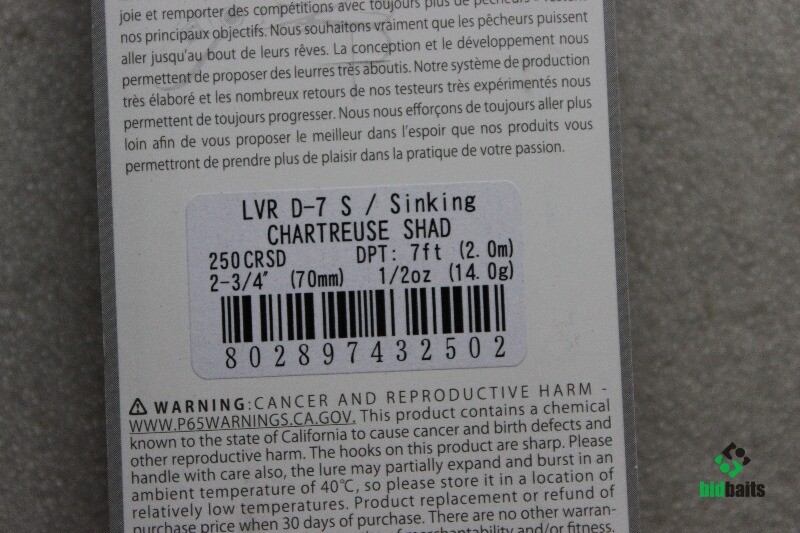 joie et remporter des compétitions avec toujours plus de pêcheurs
nos principaux objectifs. Nous souhaitons vraiment que les pêcheurs puissent
aller jusqu'au bout de leurs rêves. La conception et le développement nous
permettent de proposer des leurres très aboutis. Notre système de production
très élaboré et les nombreux retours de nos testeurs très expérimentés nous
permettent de toujours progresser. Nous nous efforçons de toujours aller plus
loin afin de vous proposer le meilleur dans l'espoir que nos produits vous
permettront de prendre plus de plaisir dans la pratique de votre passion.
LVR D-7 S / Sinking
CHARTREUSE SHAD
250CRSD DPT: 7ft (2.0m)
2-3/4" (70mm) 1/2oz (14.0g)
802897432502
⚠ WARNING:CANCER AND REPRODUCTIVE HARM -
WWW.P65WARNINGS.CA.GOV. This product contains a chemical
known to the state of California to cause cancer and birth defects and
other reproductive harm. The hooks on this product are sharp. Please
handle with care also, the lure may partially expand and burst in an
ambient temperature of 40℃, so please store it in a location of
relatively low temperatures. Product replacement or refund of
purchase price when 30 days of purchase. There are no other warran-
merchantability and/or fitness.
bidbaits